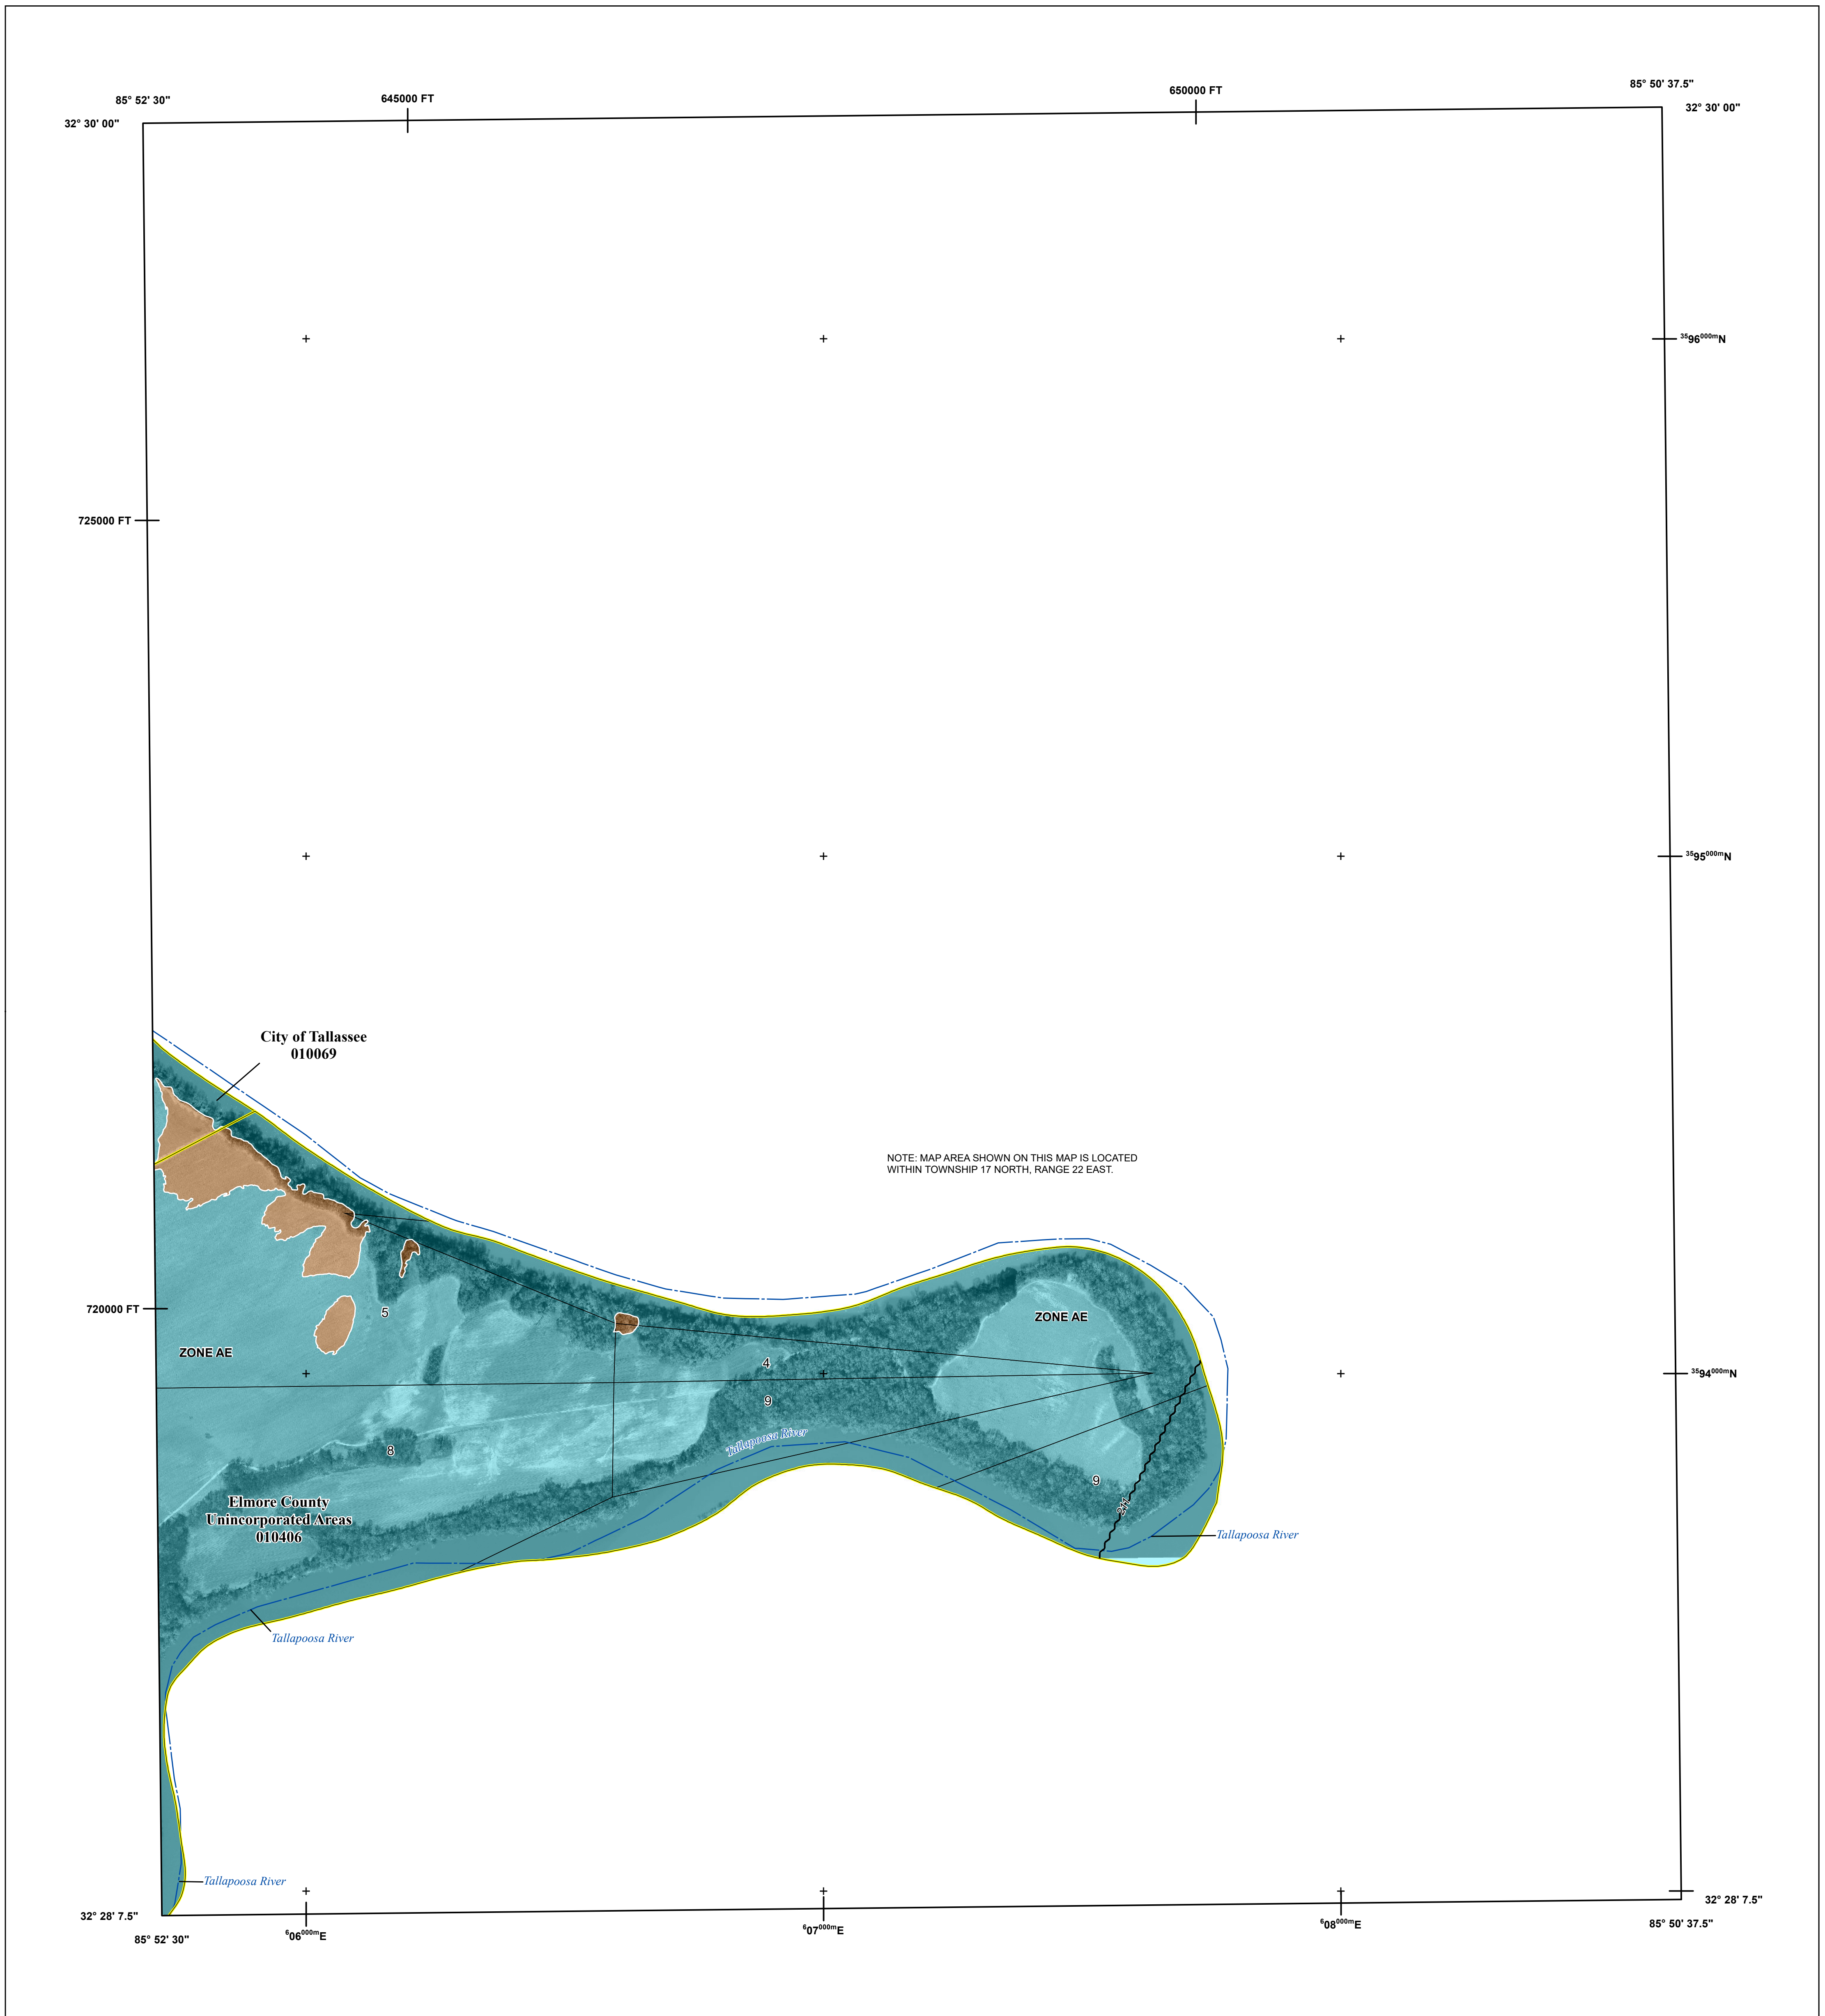 85° 50' 37.5"
650000 FT
645000 FT
85° 52' 30"
32° 30' 00"
32° 30' 00"
3596000mN
725000 FT
3595000mN
City of Tallassee
010069
NOTE: MAP AREA SHOWN ON THIS MAP IS LOCATED
WITHIN TOWNSHIP 17 NORTH, RANGE 22 EAST.
720000 FT
5
ZONE AE
ZONE AE
4
3594000mN
9
Tallapoosa River
8
9
Elmore County
Unincorporated Areas
010406
211
Tallapoosa River
Tallapoosa River
Tallapoosa River
32° 28' 7.5"
32° 28' 7.5"
85° 52' 30"
606000mE
607000mE
608000mE
85° 50' 37.5"